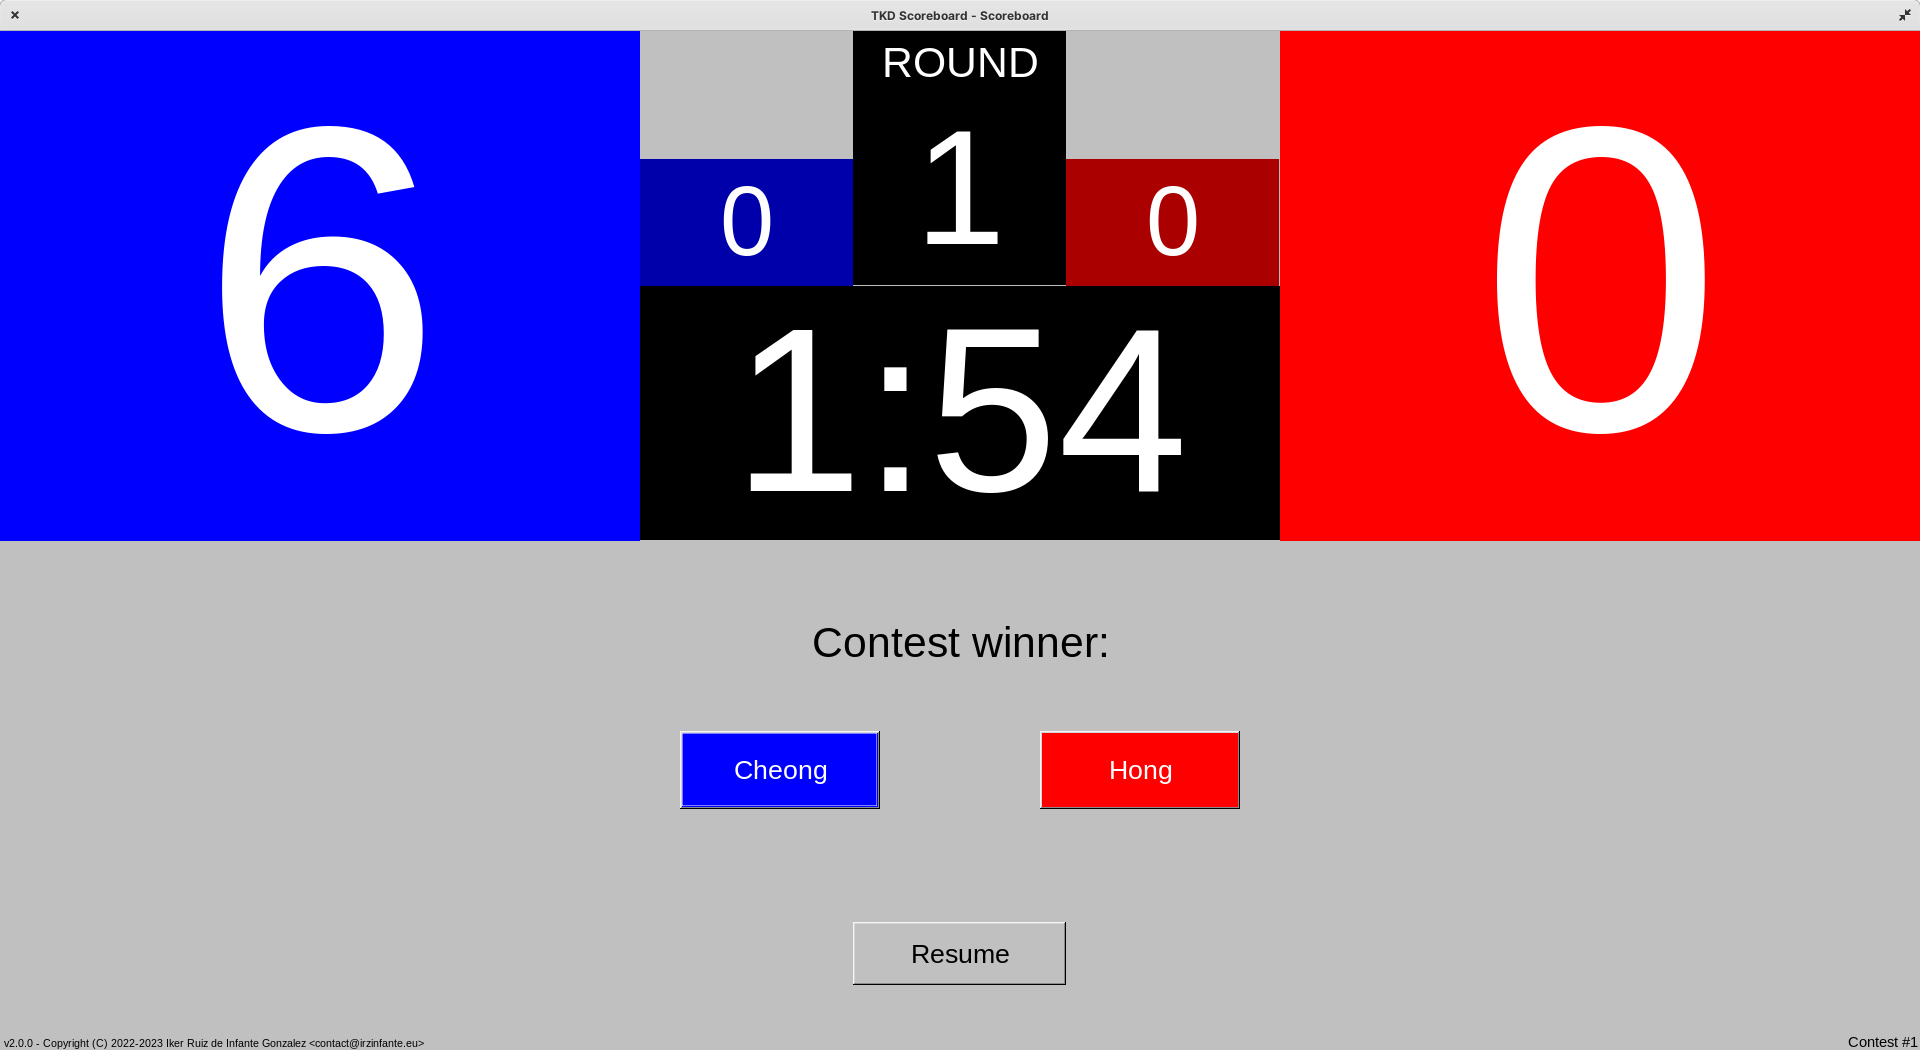 TKD Scoreboard - Scoreboard
6
ROUND
1
0
0
1:54
0
Contest winner:
Cheong
Hong
Resume
v2.0.0 - Copyright (C) 2022-2023 Iker Ruiz de Infante Gonzalez <contact@irzinfante.eu>
Contest #1